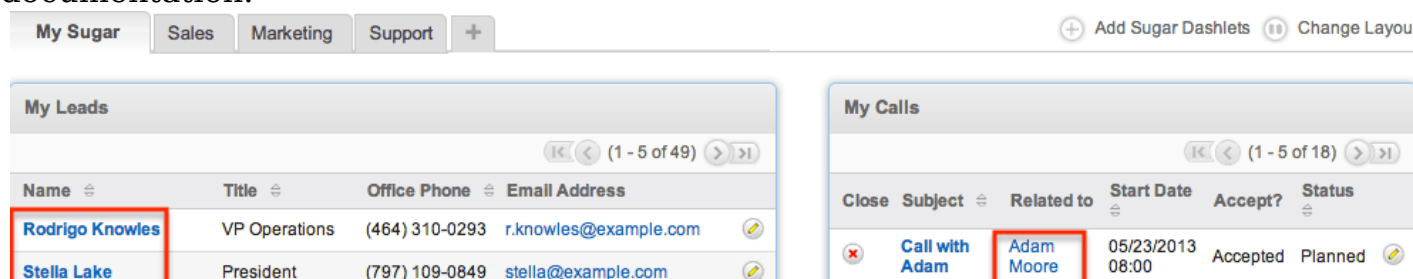 My Sugar Sales Marketing Support +
Add Sugar Dashlets Change Layou
My Leads
(1 - 5 of 49)
Name Title Office Phone Email Address
Rodrigo Knowles VP Operations (464) 310-0293 r.knowles@example.com
Stella Lake President (797) 109-0849 stella@example.com
My Calls
(1 - 5 of 18)
Close Subject Related to Start Date Accept? Status
Call with Adam Adam Moore 05/23/2013 08:00 Accepted Planned